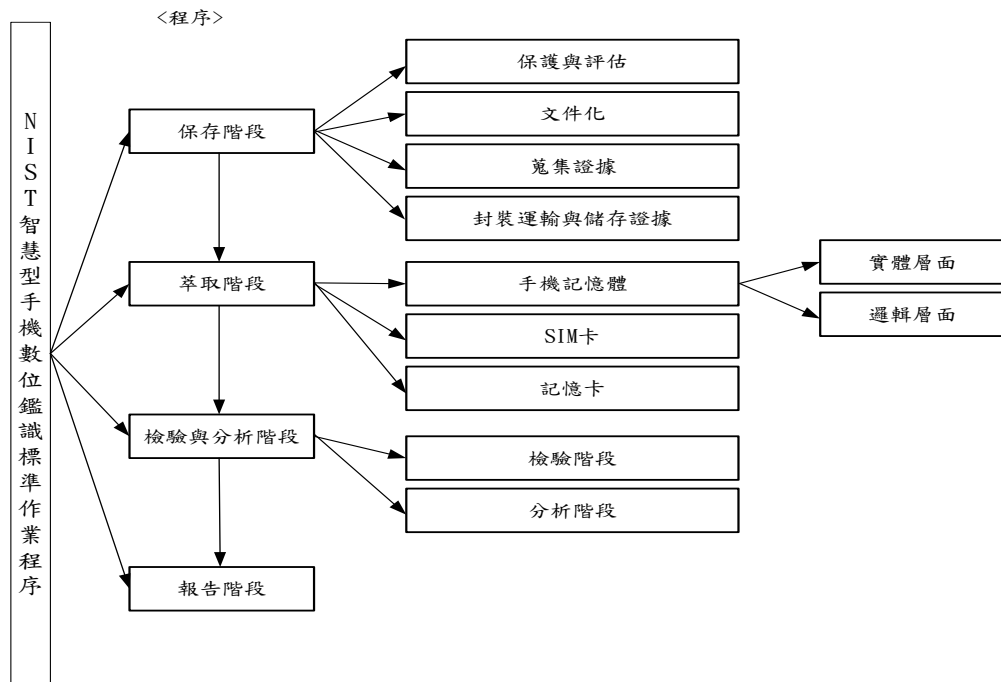 <程序>
NIST智慧型手機數位鑑識標準作業程序
保存階段
保護與評估
文件化
蒐集證據
封裝運輸與儲存證據
萃取階段
手機記憶體
實體層面
邏輯層面
SIM卡
記憶卡
檢驗與分析階段
檢驗階段
分析階段
報告階段